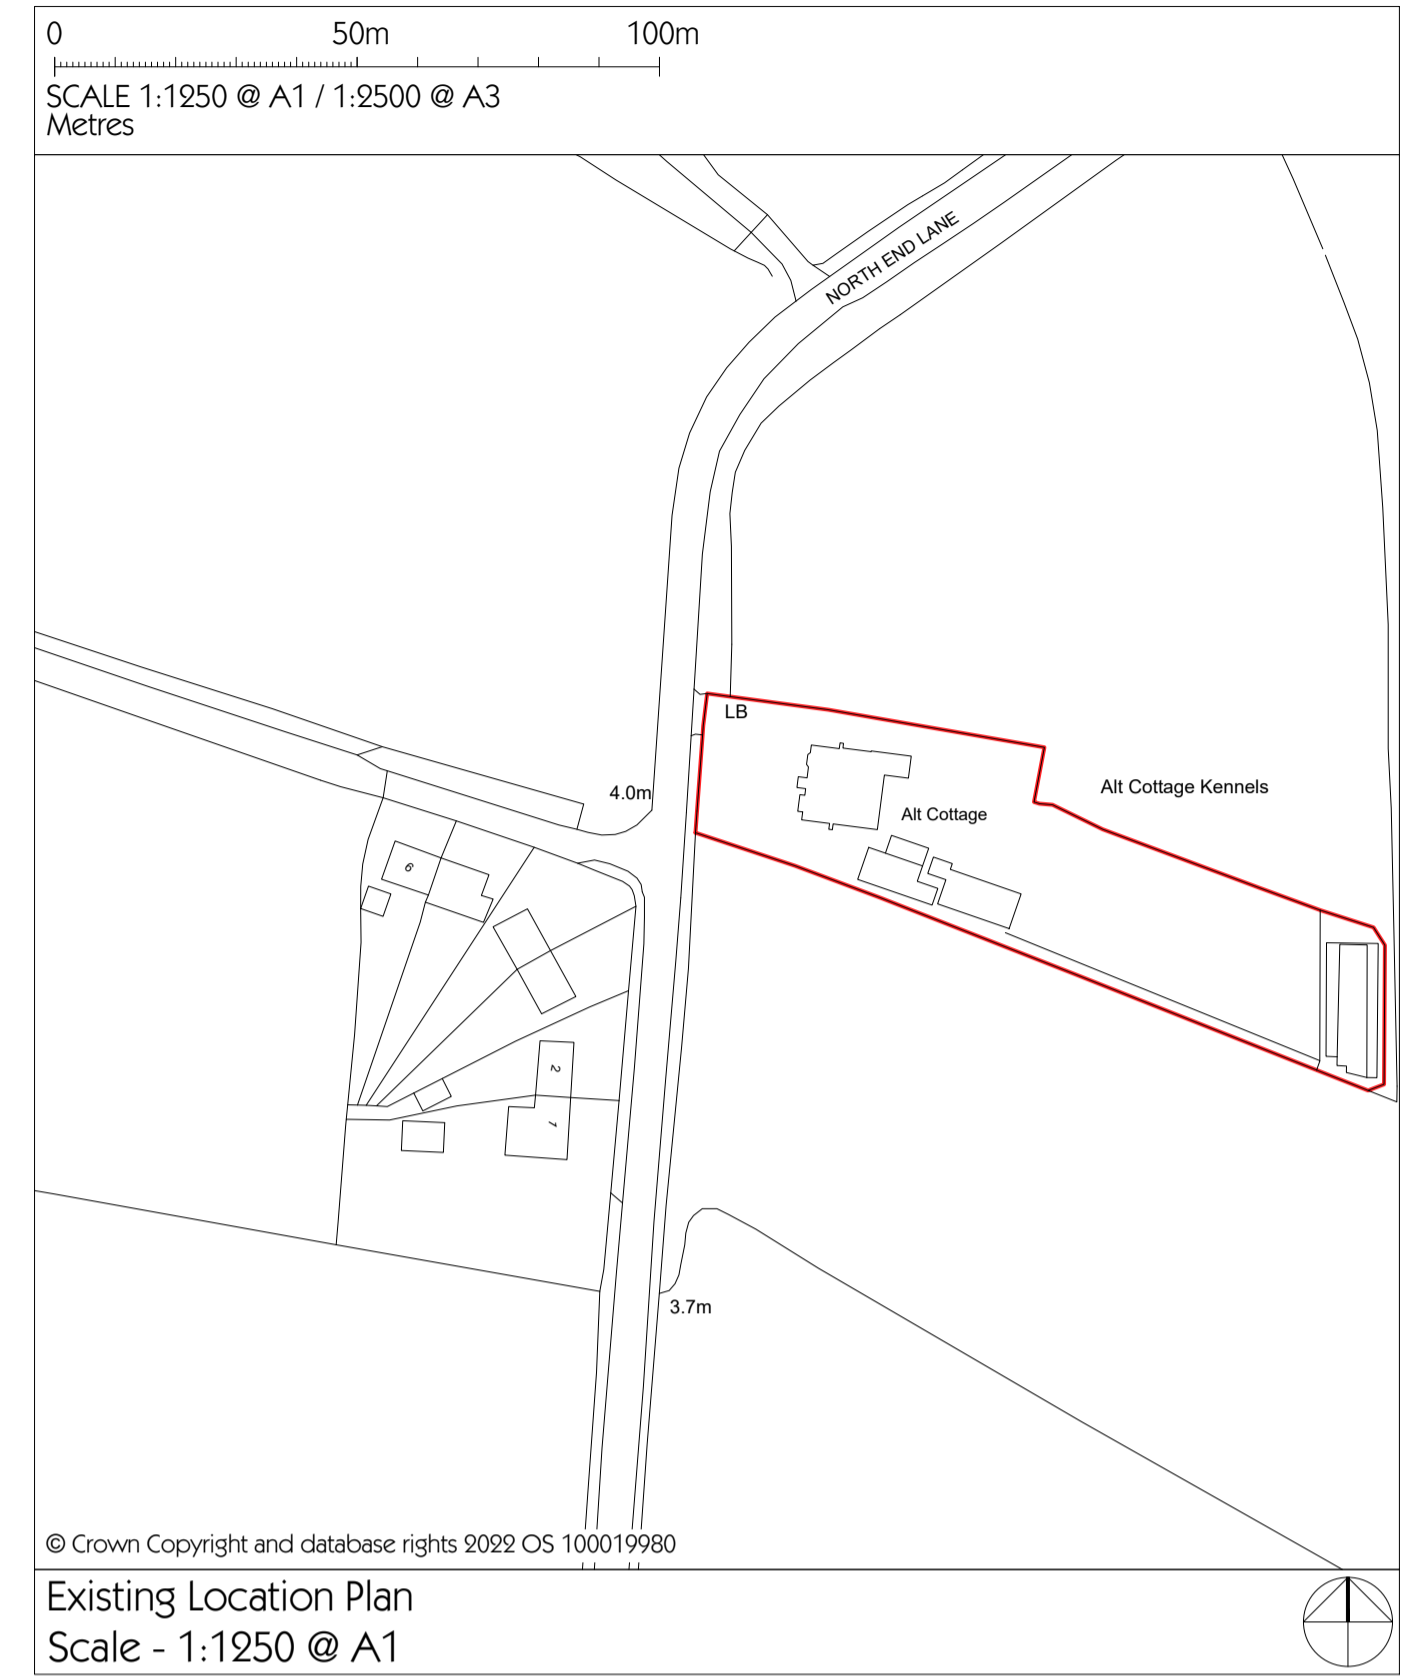 0 50m 100m
SCALE 1:1250 @ A1 / 1:2500 @ A3
Metres
NORTH END LANE
LB
Alt Cottage Kennels
4.0m
Alt Cottage
6
2
1
3.7m
© Crown Copyright and database rights 2022 OS 100019980
Existing Location Plan
Scale - 1:1250 @ A1